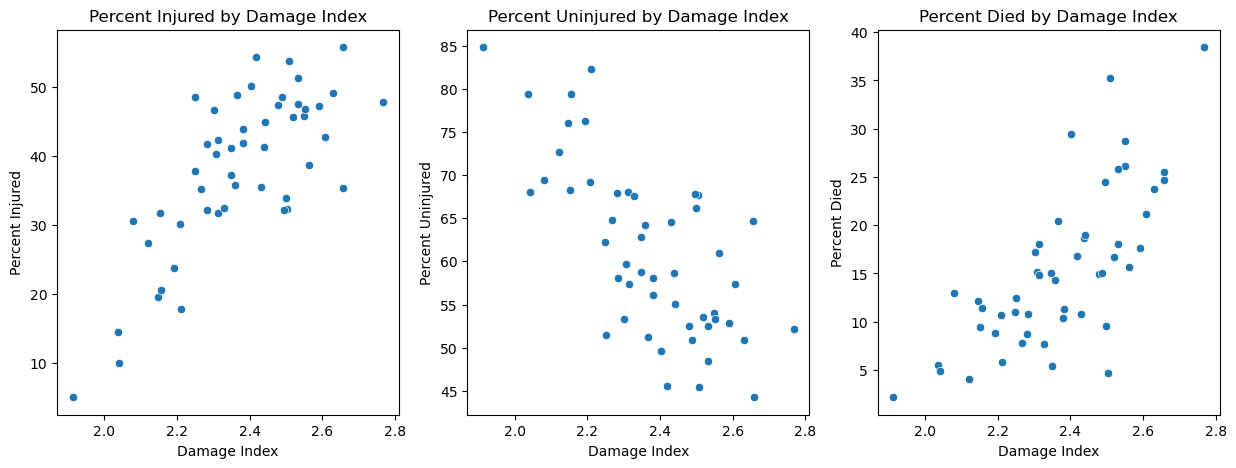 Percent Injured by Damage Index
Percent Injured
50
40
30
20
10
2.0 2.2 2.4 2.6 2.8
Damage Index
Percent Uninjured by Damage Index
Percent Uninjured
85
80
75
70
65
60
55
50
45
2.0 2.2 2.4 2.6 2.8
Damage Index
Percent Died by Damage Index
Percent Died
40
35
30
25
20
15
10
5
2.0 2.2 2.4 2.6 2.8
Damage Index